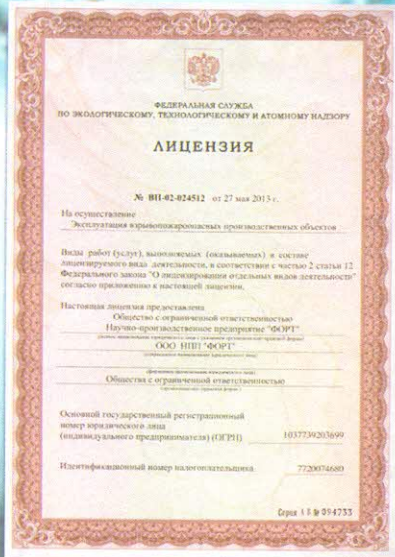 ФЕДЕРАЛЬНАЯ СЛУЖБА
ПО ЭКОЛОГИЧЕСКОМУ, ТЕХНОЛОГИЧЕСКОМУ И АТОМНОМУ НАДЗОРУ
ЛИЦЕНЗИЯ
№ ВП-02-024512 от 27 мая 2013 г.
На осуществление
Эксплуатация взрывопожароопасных производственных объектов
Виды работ (услуг), выполняемых (оказываемых) в составе
лицензируемого вида деятельности, в соответствии с частью 2 статьи 12
Федерального закона "О лицензировании отдельных видов деятельности"
согласно приложению к настоящей лицензии.
Настоящая лицензия предоставлена
Общество с ограниченной ответственностью
Научно-производственное предприятие "ФОРТ"
ООО НПП "ФОРТ"
Общества с ограниченной ответственностью
Основной государственный регистрационный
номер юридического лица
(индивидуального предпринимателя) (ОГРН) 1037739203699
Идентификационный номер налогоплательщика 7720074680
Серия А В № 094733